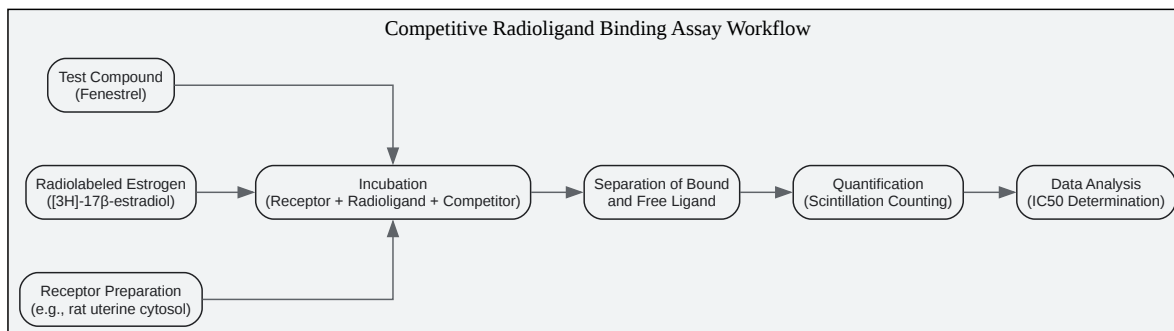 Competitive Radioligand Binding Assay Workflow
Test Compound
(Fenestrel)
Radiolabeled Estrogen
([3H]-17β-estradiol)
Incubation
(Receptor + Radioligand + Competitor)
Separation of Bound
and Free Ligand
Quantification
(Scintillation Counting)
Data Analysis
(IC50 Determination)
Receptor Preparation
(e.g., rat uterine cytosol)